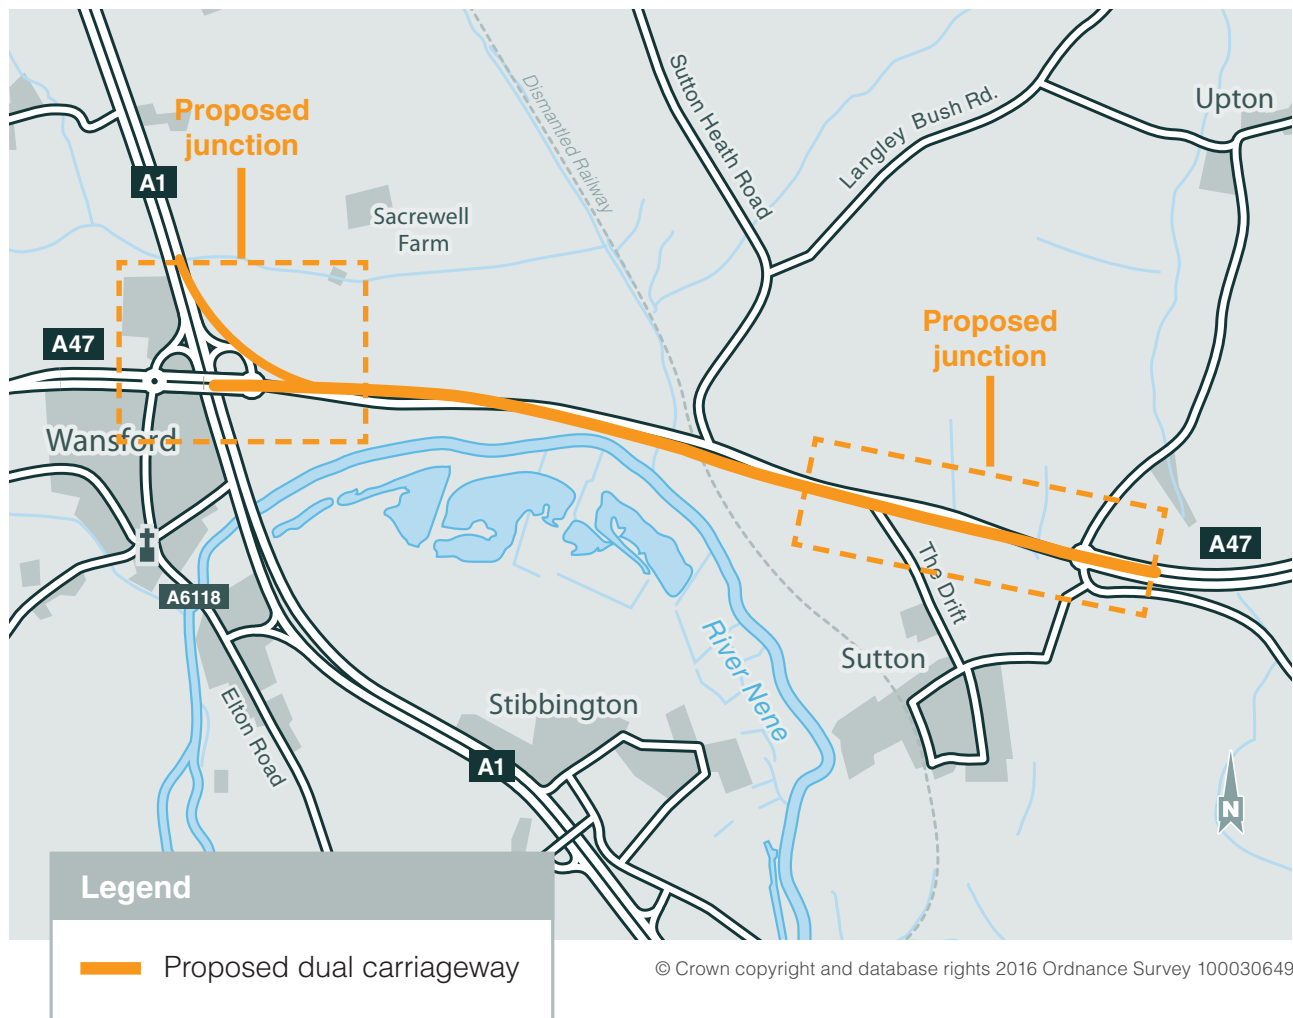 Proposed
junction
A1
Sacrewell
Farm
Dismantled Railway
Sutton Heath Road
Langley Bush Rd.
Upton
A47
Wansford
Proposed
junction
A47
A6118
The Drift
Sutton
River Nene
Elton Road
Stibbington
A1
N
Legend
Proposed dual carriageway
© Crown copyright and database rights 2016 Ordnance Survey 100030649